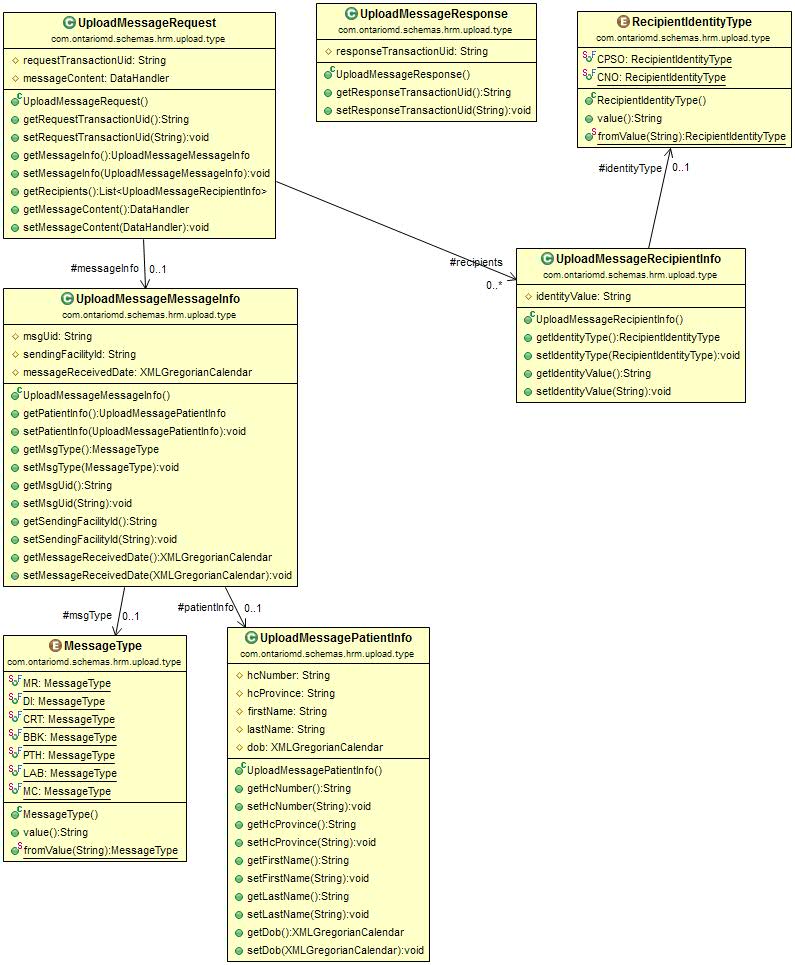 UploadMessageRequest
com.ontariomd.schemas.hrm.upload.type
requestTransactionUid: String
messageContent: DataHandler
UploadMessageRequest()
getRequestTransactionUid():String
setRequestTransactionUid(String):void
getMessageInfo():UploadMessageMessageInfo
setMessageInfo(UploadMessageMessageInfo):void
getRecipients():List<UploadMessageRecipientInfo>
getMessageContent():DataHandler
setMessageContent(DataHandler):void
UploadMessageResponse
com.ontariomd.schemas.hrm.upload.type
responseTransactionUid: String
UploadMessageResponse()
getResponseTransactionUid():String
setResponseTransactionUid(String):void
RecipientIdentityType
com.ontariomd.schemas.hrm.upload.type
CPSO: RecipientIdentityType
CNO: RecipientIdentityType
RecipientIdentityType()
value():String
fromValue(String):RecipientIdentityType
#identityType 0..1
#recipients
0..*
#messageInfo 0..1
UploadMessageRecipientInfo
com.ontariomd.schemas.hrm.upload.type
identityValue: String
UploadMessageRecipientInfo()
getIdentityType():RecipientIdentityType
setIdentityType(RecipientIdentityType):void
getIdentityValue():String
setIdentityValue(String):void
UploadMessageMessageInfo
com.ontariomd.schemas.hrm.upload.type
msgUid: String
sendingFacilityId: String
messageReceivedDate: XMLGregorianCalendar
UploadMessageMessageInfo()
getPatientInfo():UploadMessagePatientInfo
setPatientInfo(UploadMessagePatientInfo):void
getMsgType():MessageType
setMsgType(MessageType):void
getMsgUid():String
setMsgUid(String):void
getSendingFacilityId():String
setSendingFacilityId(String):void
getMessageReceivedDate():XMLGregorianCalendar
setMessageReceivedDate(XMLGregorianCalendar):void
#msgType 0..1
#patientInfo 0..1
MessageType
com.ontariomd.schemas.hrm.upload.type
MR: MessageType
DI: MessageType
CRT: MessageType
BBK: MessageType
PTH: MessageType
LAB: MessageType
MC: MessageType
MessageType()
value():String
fromValue(String):MessageType
UploadMessagePatientInfo
com.ontariomd.schemas.hrm.upload.type
hcNumber: String
hcProvince: String
firstName: String
lastName: String
dob: XMLGregorianCalendar
UploadMessagePatientInfo()
getHcNumber():String
setHcNumber(String):void
getHcProvince():String
setHcProvince(String):void
getFirstName():String
setFirstName(String):void
getLastName():String
setLastName(String):void
getDob():XMLGregorianCalendar
setDob(XMLGregorianCalendar):void